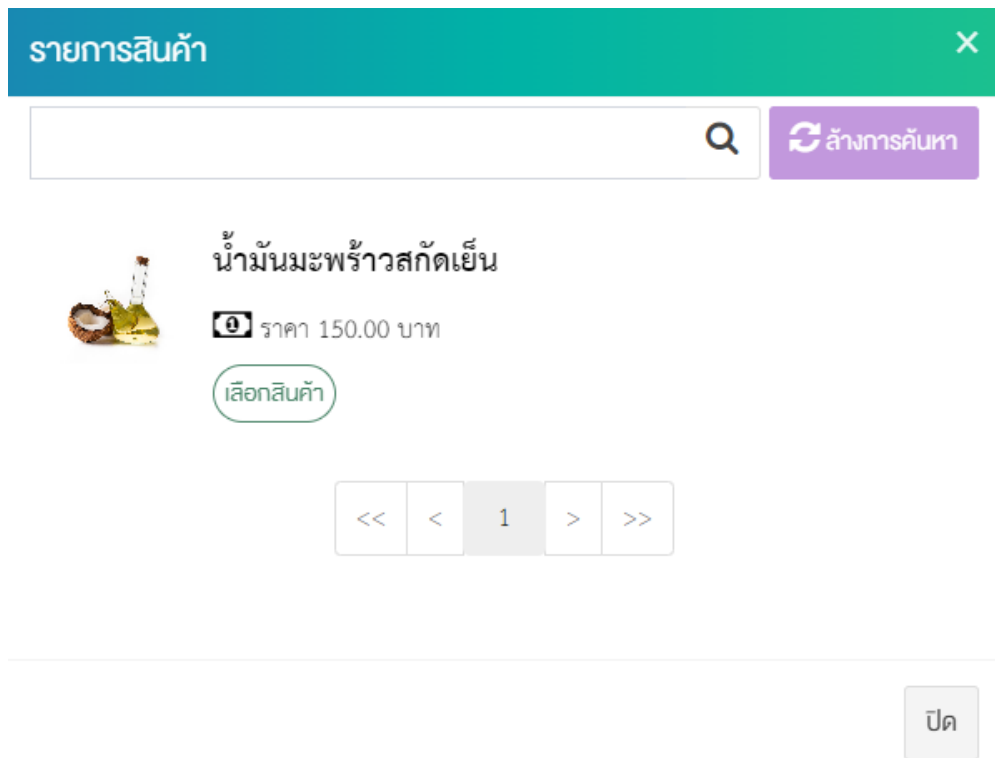 รายการสินค้า ×
ล้างการค้นหา
น้ำมันมะพร้าวสกัดเย็น
ราคา 150.00 บาท
เลือกสินค้า
<< < 1 > >>
ปิด